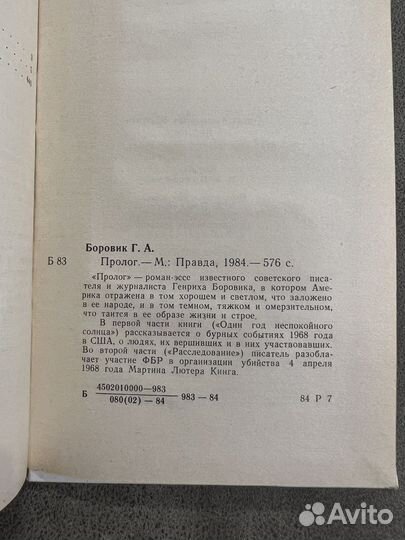 Боровик Г. А.
Б 83 Пролог.— М.: Правда, 1984.— 576 с.
«Пролог» — роман-эссе известного советского писа-
теля и журналиста Генриха Боровика, в котором Аме-
рика отражена в том хорошем и светлом, что заложено
в ее народе, и в том темном, тяжком и омерзительном,
что таится в ее образе жизни и строе.
В первой части книги («Один год неспокойного
солнца») рассказывается о бурных событиях 1968 года
в США, о людях, их вершивших и в них участвовавших.
Во второй части («Расследование») писатель разобла-
чает участие ФБР в организации убийства 4 апреля
1968 года Мартина Лютера Кинга.
Б 4502010000—983
080(02)—84
983—84
84 Р 7
Avito